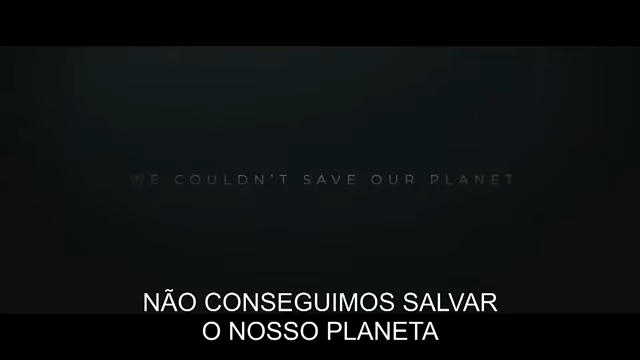 WE COULDN'T SAVE OUR PLANET
NÃO CONSEGUIMOS SALVAR
O NOSSO PLANETA